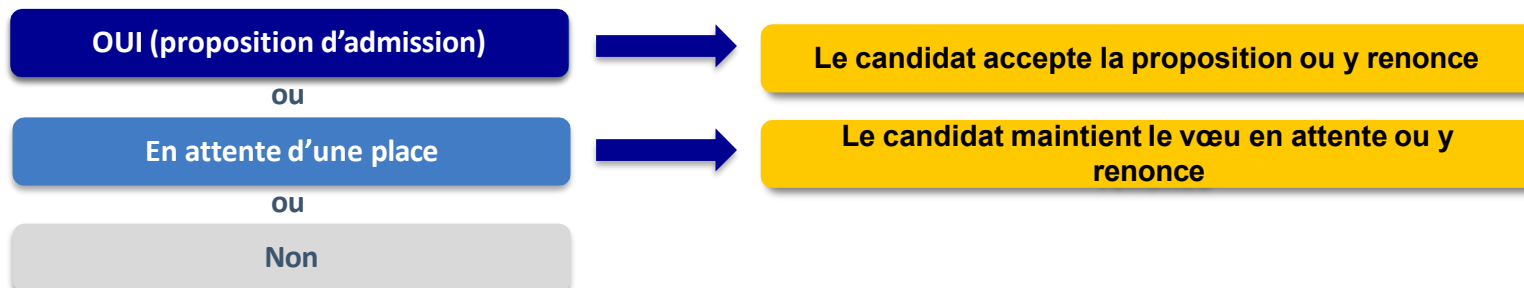 OUI (proposition d’admission)
Le candidat accepte la proposition ou y renonce
ou
En attente d’une place
Le candidat maintient le vœu en attente ou y
renonce
ou
Non